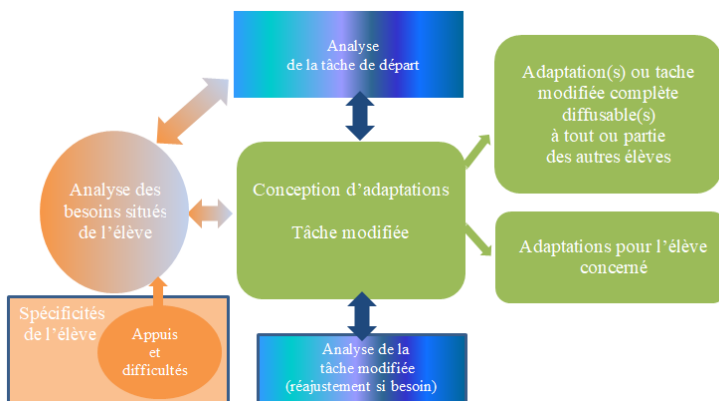 Analyse
de la tâche de départ
Adaptation(s) ou tache
modifiée complète
diffusable(s)
à tout ou partie
des autres élèves
Analyse des
besoins situés
de l’élève
Conception d’adaptations
Tâche modifiée
Adaptations pour l’élève
concerné
Spécificités
de l’élève
Appuis
et
difficultés
Analyse de la
tâche modifiée
(réajustement si besoin)